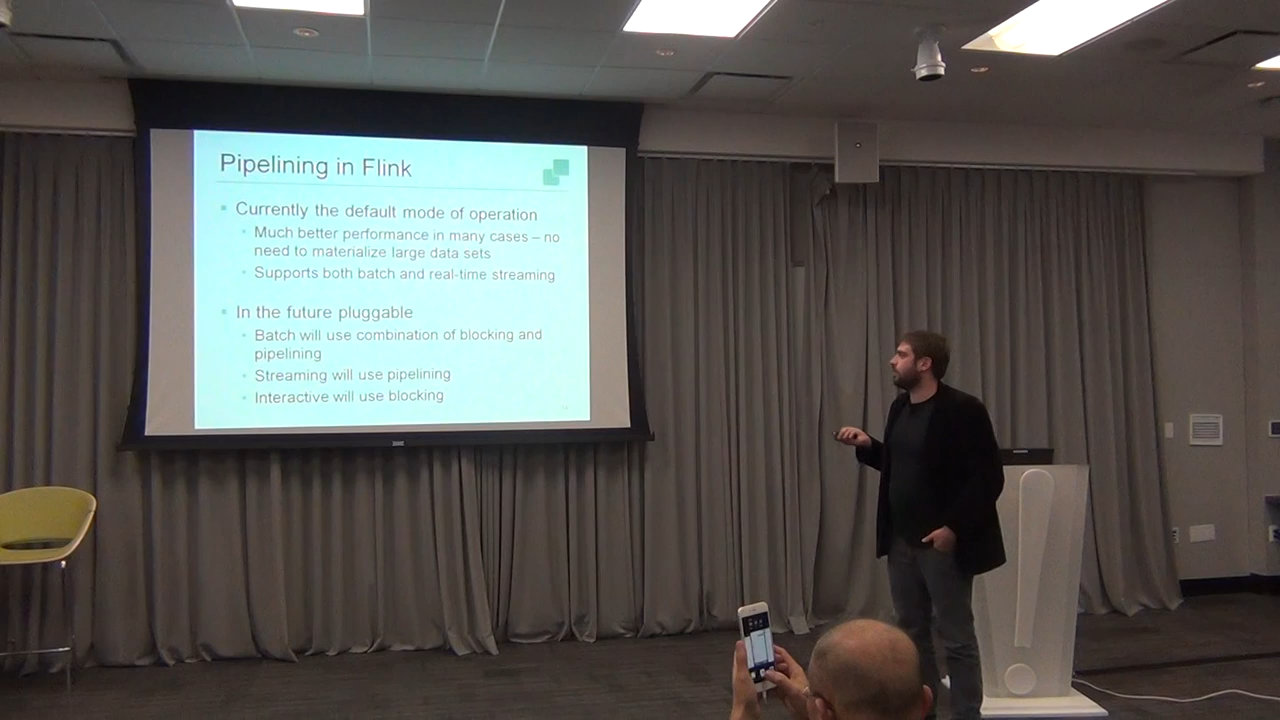 Pipelining in Flink
Currently the default mode of operation
Much better performance in many cases – no
need to materialize large data sets
Supports both batch and real-time streaming
In the future pluggable
Batch will use combination of blocking and
pipelining
Streaming will use pipelining
Interactive will use blocking